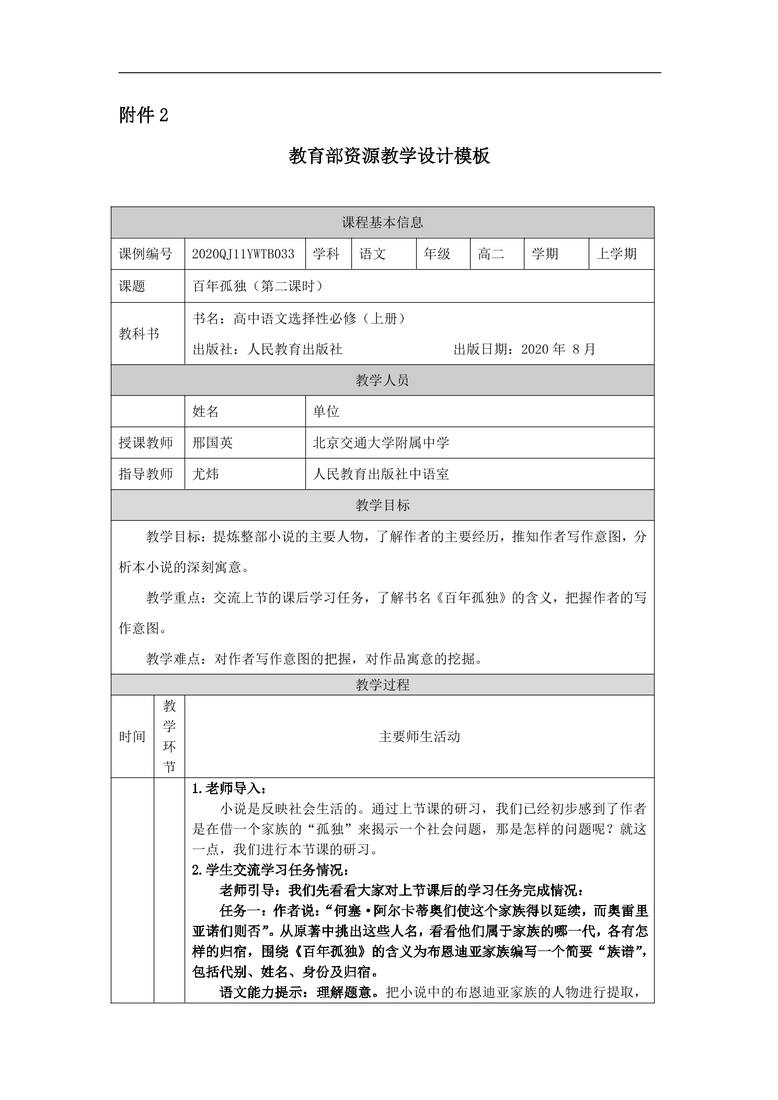 附件 2
教育部资源教学设计模板
课程基本信息
课例编号 2020QJ11YWTB033 学科 语文 年级 高二 学期 上学期
课题 百年孤独（第二课时）
教科书
书名：高中语文选择性必修（上册）
出版社：人民教育出版社 出版日期：2020 年 8 月
教学人员
姓名 单位
授课教师 邢国英 北京交通大学附属中学
指导教师 尤炜 人民教育出版社中语室
教学目标
教学目标：提炼整部小说的主要人物，了解作者的主要经历，推知作者写作意图，分
析本小说的深刻寓意。
教学重点：交流上节的课后学习任务，了解书名《百年孤独》的含义，把握作者的写
作意图。
教学难点：对作者写作意图的把握，对作品寓意的挖掘。
教学过程
时间
教
学
环
节
主要师生活动
1.老师导入：
小说是反映社会生活的。通过上节课的研习，我们已经初步感到了作者
是在借一个家族的“孤独”来揭示一个社会问题，那是怎样的问题呢？就这
一点，我们进行本节课的研习。
2.学生交流学习任务情况：
老师引导：我们先看看大家对上节课后的学习任务完成情况：
任务一：作者说：“何塞·阿尔卡蒂奥们使这个家族得以延续，而奥雷里
亚诺们则否”。从原著中挑出这些人名，看看他们属于家族的哪一代，各有怎
样的归宿，围绕《百年孤独》的含义为布恩迪亚家族编写一个简要“族谱”，
包括代别、姓名、身份及归宿。
语文能力提示：理解题意。把小说中的布恩迪亚家族的人物进行提取，